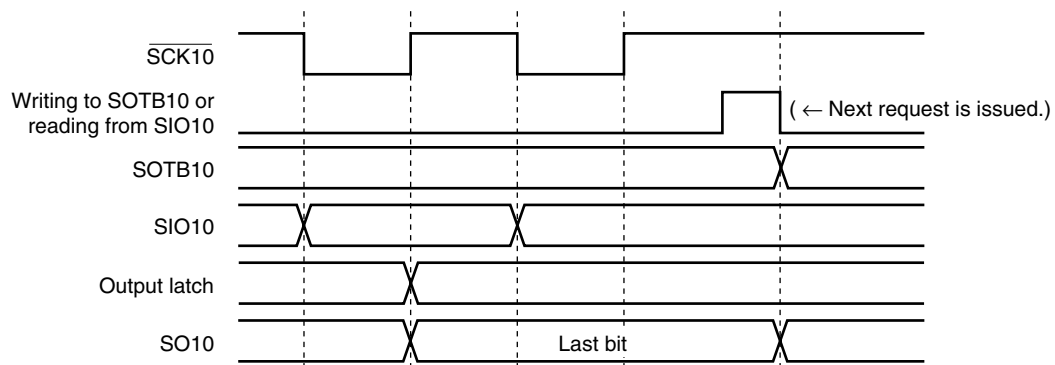 SCK10
Writing to SOTB10 or
reading from SIO10
( ← Next request is issued.)
SOTB10
SIO10
Output latch
SO10
Last bit